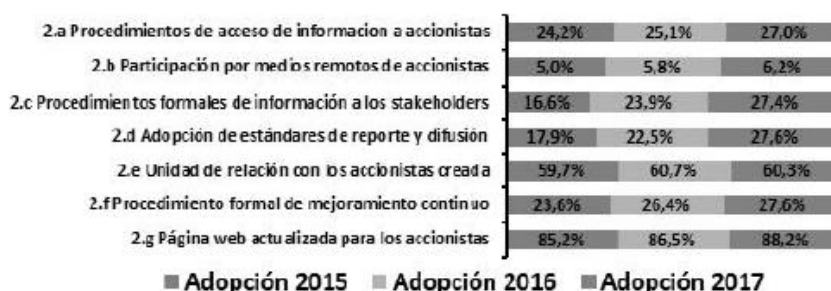 2.a Procedimientos de acceso de informacion a accionistas 24,2% 25,1% 27,0%
2.b Participación por medios remotos de accionistas 5,0% 5,8% 6,2%
2.c Procedimientos formales de información a los stakeholders 16,6% 23,9% 27,4%
2.d Adopción de estándares de reporte y difusión 17,9% 22,5% 27,6%
2.e Unidad de relación con los accionistas creada 59,7% 60,7% 60,3%
2.f Procedimiento formal de mejoramiento continuo 23,6% 26,4% 27,6%
2.g Página web actualizada para los accionistas 85,2% 86,5% 88,2%
Adopción 2015 Adopción 2016 Adopción 2017